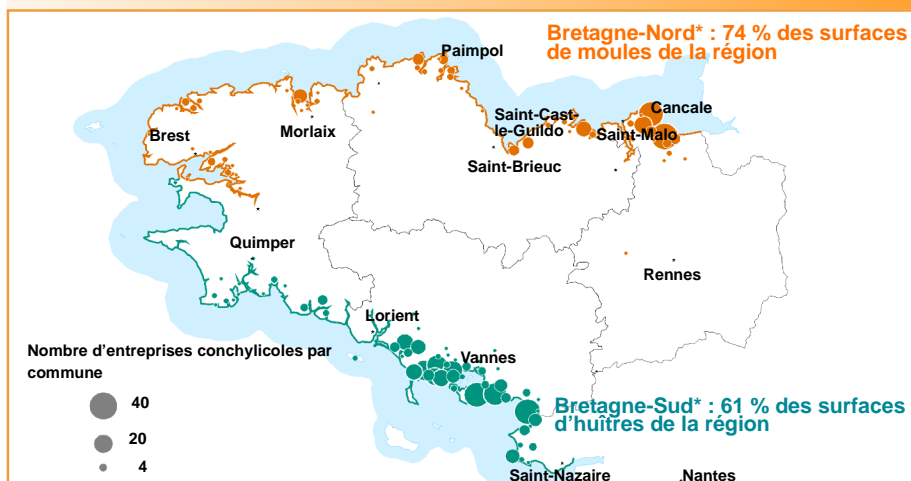 Bretagne-Nord* : 74 % des surfaces
de moules de la région
Paimpol
Cancale
Saint-Cast-
le-Guildo
Saint-Malo
Brest
Morlaix
Saint-Brieuc
Quimper
Rennes
Lorient
Vannes
Nombre d’entreprises conchylicoles par
commune
40
20
4
Bretagne-Sud* : 61 % des surfaces
d’huîtres de la région
Saint-Nazaire
Nantes